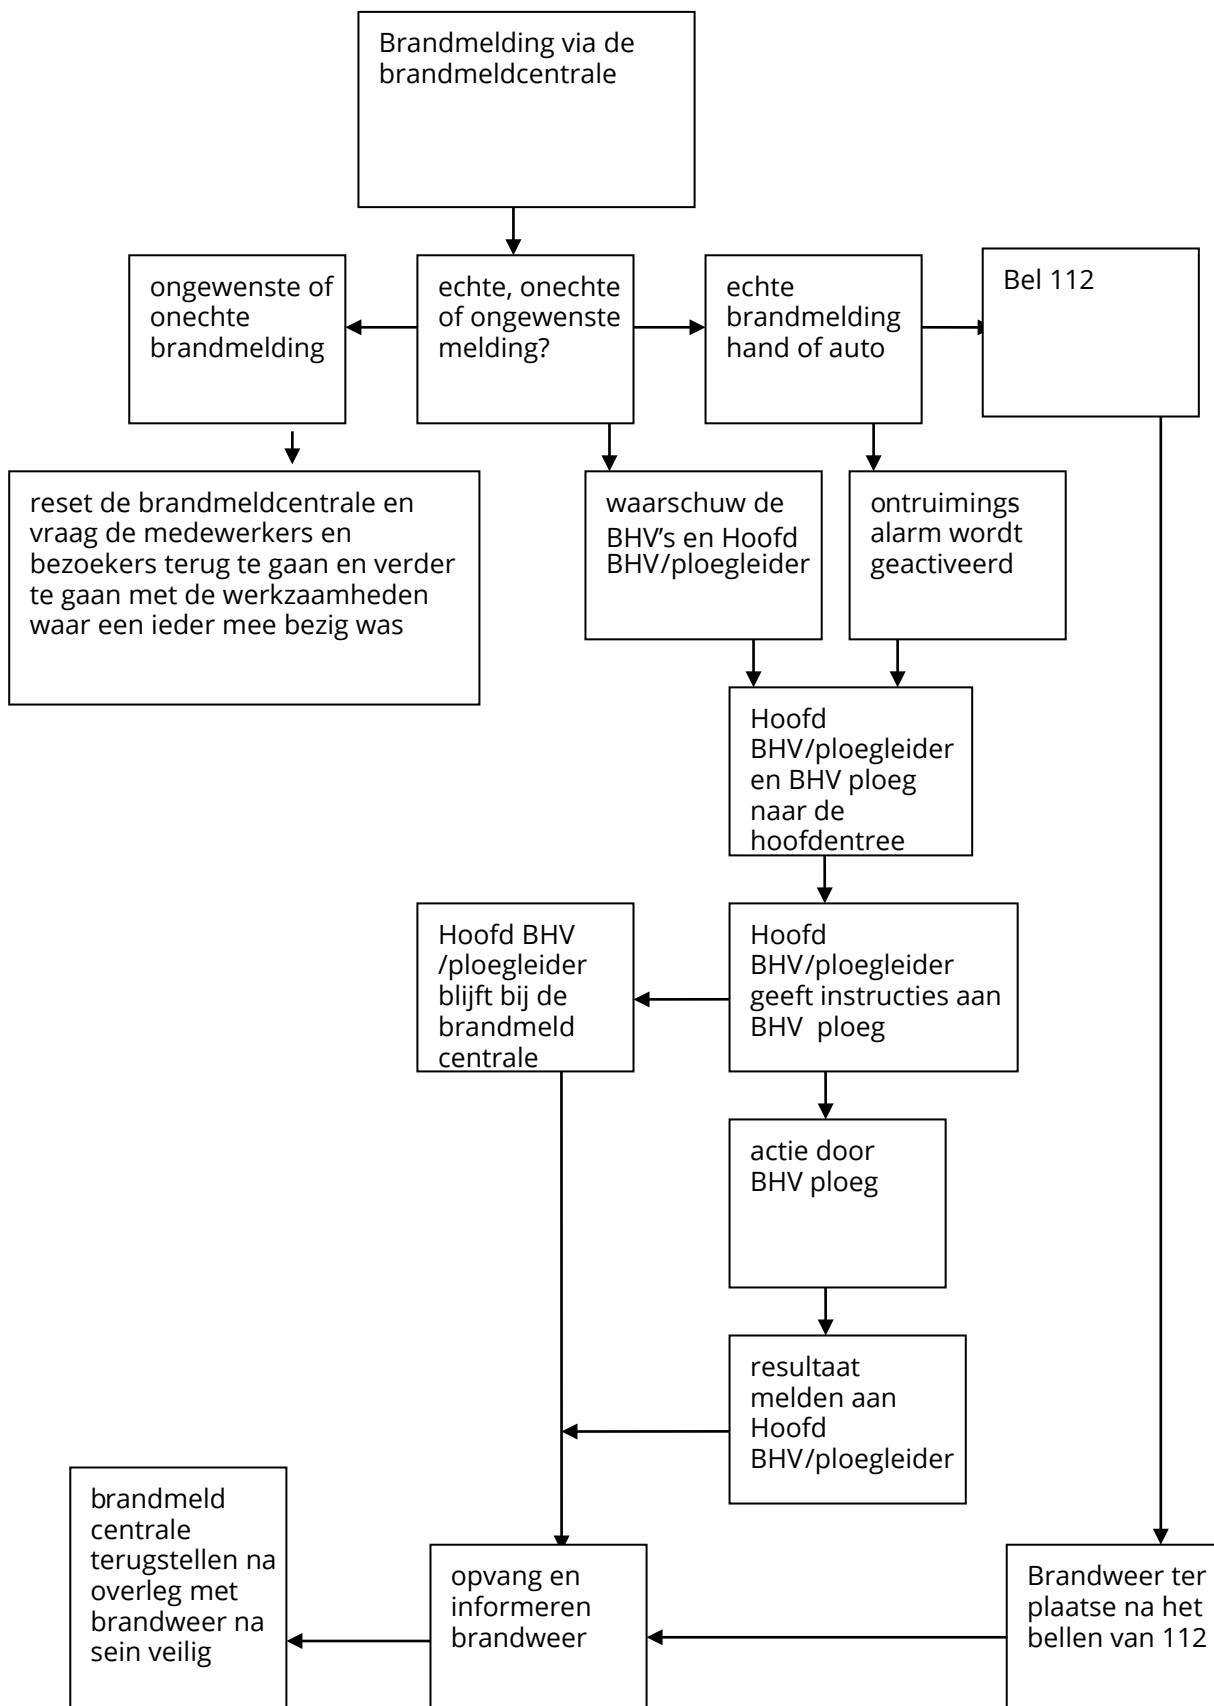 Brandmelding via de
brandmeldcentrale
ongewenste of
onechte
brandmelding
echte, onechte
of ongewenste
melding?
echte
brandmelding
hand of auto
Bel 112
reset de brandmeldcentrale en
vraag de medewerkers en
bezoekers terug te gaan en verder
te gaan met de werkzaamheden
waar een ieder mee bezig was
waarschuw de
BHV’s en Hoofd
BHV/ploegleider
ontruimings
alarm wordt
geactiveerd
Hoofd
BHV/ploegleider
en BHV ploeg
naar de
hoofdentree
Hoofd BHV
/ploegleider
blijft bij de
brandmeld
centrale
Hoofd
BHV/ploegleider
geeft instructies aan
BHV ploeg
actie door
BHV ploeg
resultaat
melden aan
Hoofd
BHV/ploegleider
brandmeld
centrale
terugstellen na
overleg met
brandweer na
sein veilig
opvang en
informeren
brandweer
Brandweer ter
plaatse na het
bellen van 112